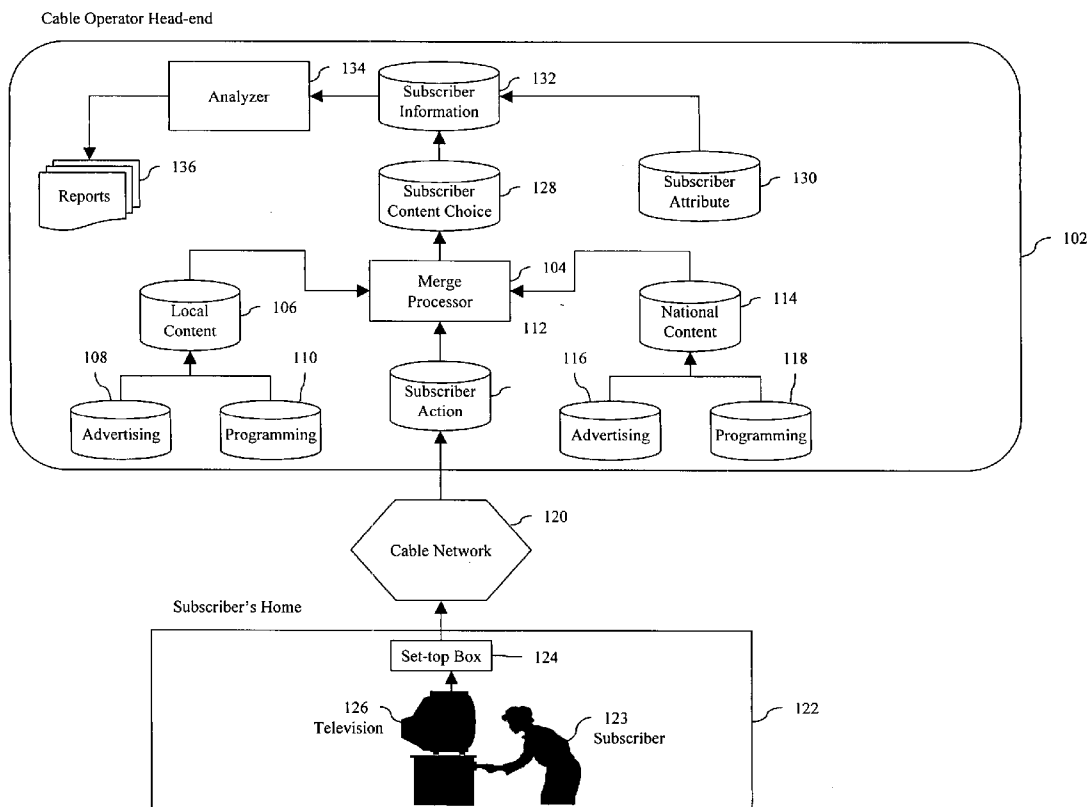 Cable Operator Head-end
134
132
Analyzer
Subscriber
Information
136
Reports
128
Subscriber
Content Choice
130
Subscriber
Attribute
102
104
Merge
Processor
106
Local
Content
112
114
National
Content
108
110
Advertising
Programming
Subscriber
Action
116
118
Advertising
Programming
120
Cable Network
Subscriber's Home
Set-top Box
124
126
Television
123
Subscriber
122